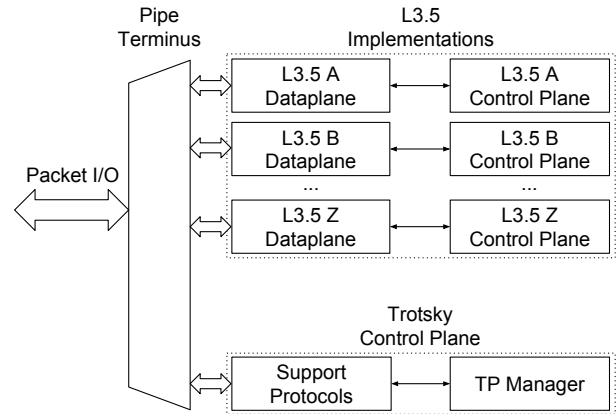 Pipe
Terminus
L3.5
Implementations
L3.5 A
Dataplane
L3.5 A
Control Plane
L3.5 B
Dataplane
L3.5 B
Control Plane
Packet I/O
...
...
L3.5 Z
Dataplane
L3.5 Z
Control Plane
Trotsky
Control Plane
Support
Protocols
TP Manager